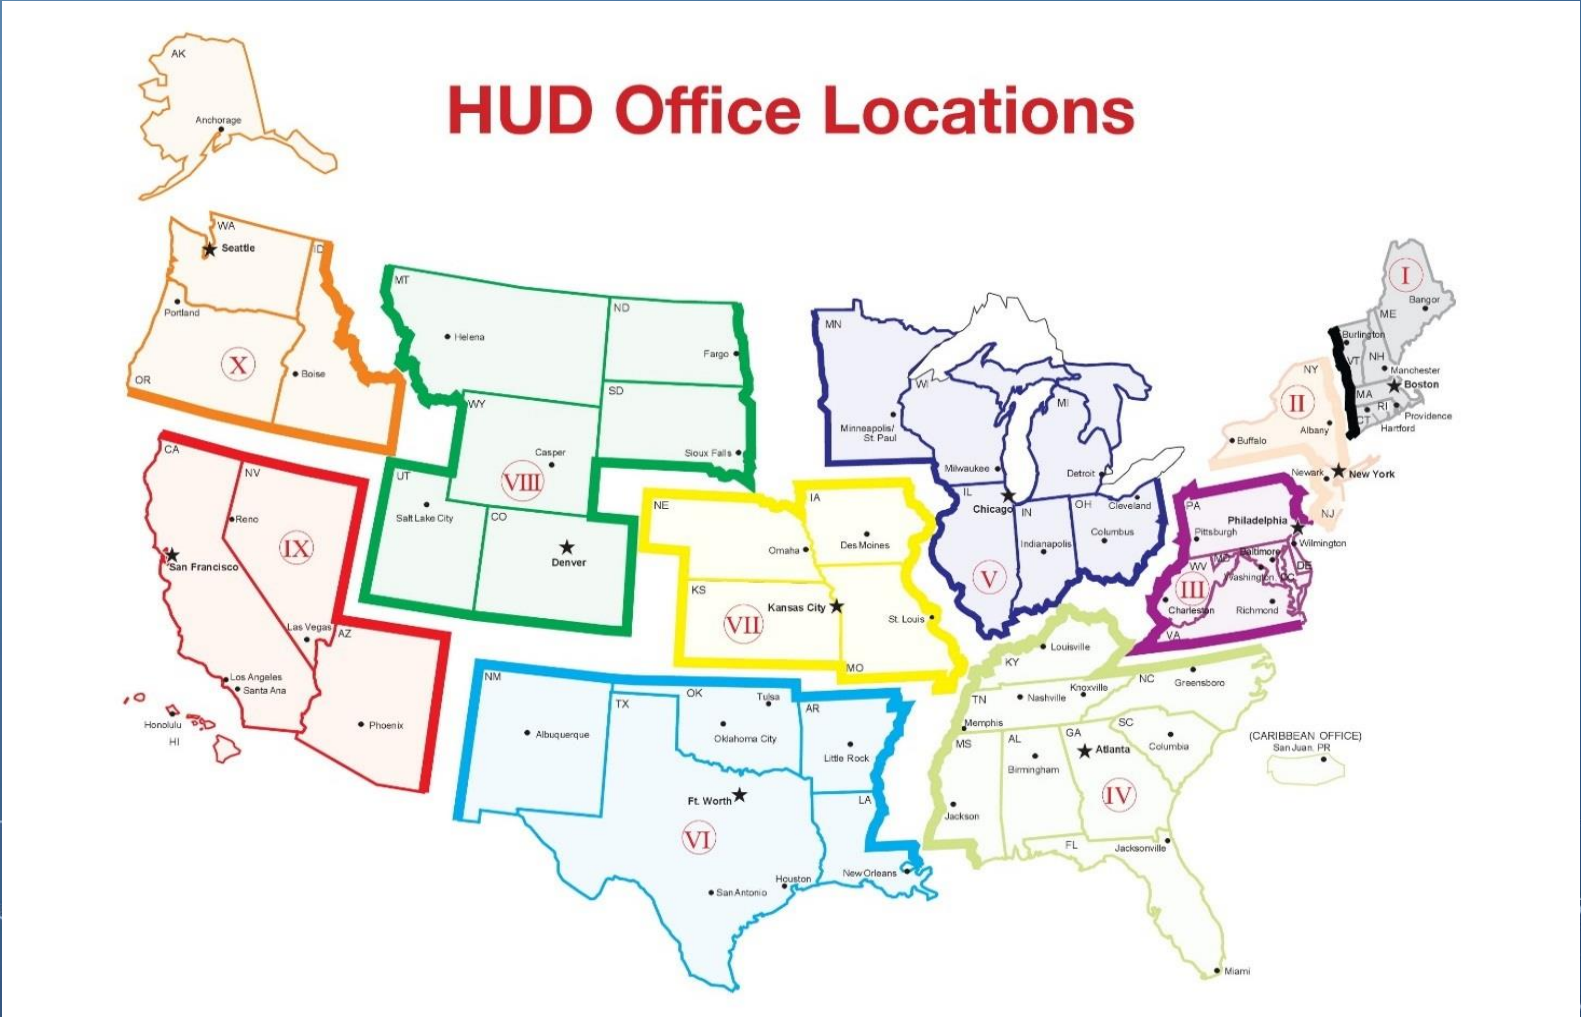 HUD Office Locations
AK
Anchorage
WA
Seattle
ID
Portland
X
Boise
OR
MT
ND
Helena
Fargo
SD
WY
Casper
Sioux Falls
VIII
UT
Salt Lake City
CO
Denver
CA
NV
Reno
IX
San Francisco
Las Vegas
AZ
Los Angeles
Santa Ana
Phoenix
Honolulu
HI
NE
IA
Omaha
Des Moines
KS
Kansas City
VII
St. Louis
MO
NM
OK
Tulsa
TX
AR
Albuquerque
Oklahoma City
Little Rock
Ft. Worth
LA
VI
New Orleans
Houston
San Antonio
MN
WI
MI
Minneapolis/
St. Paul
Milwaukee
Detroit
IL
Chicago
IN
OH
Cleveland
Columbus
Indianapolis
V
I
Bangor
ME
Burlington
VT
NH
Manchester
Boston
MA
RI
Providence
CT
Hartford
NY
II
Albany
Buffalo
Newark
New York
NJ
PA
Philadelphia
Pittsburgh
Wilmington
Baltimore
MD
WV
DE
Washington, DC
III
Charleston
Richmond
VA
Louisville
KY
NC
Greensboro
TN
Nashville
Knoxville
Memphis
SC
MS
AL
GA
Atlanta
Columbia
Birmingham
IV
Jackson
FL
Jacksonville
Miami
(CARIBBEAN OFFICE)
San Juan, PR